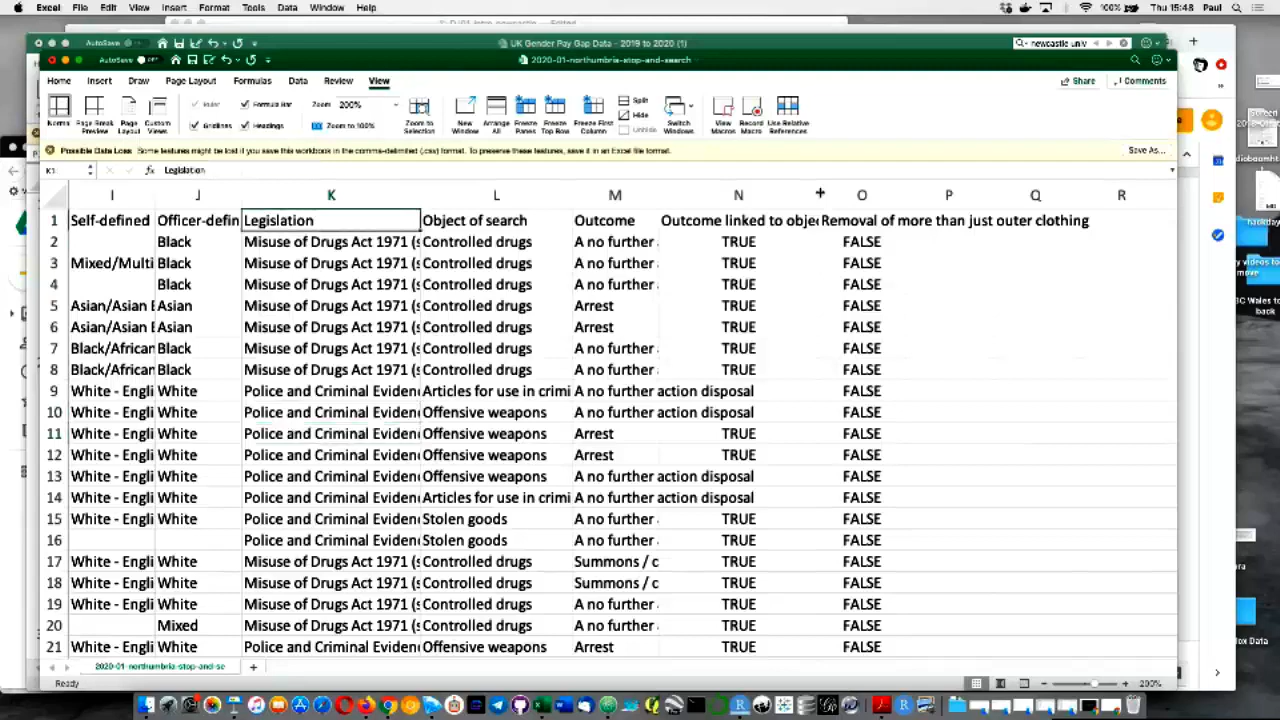 Excel File Edit View Insert Format Tools Data Window Help 100% Thu 15:48 Paul
DJ01 intro newcastle — Edited
AutoSave UK Gender Pay Gap Data - 2019 to 2020 (1) newcastle univ
AutoSave OFF 2020-01-northumbria-stop-and-search
Home Insert Draw Page Layout Formulas Data Review View Share Comments
Ruler Formula Bar Zoom 200% Split
Gridlines Headings Zoom to 100% Hide
Unhide
Normal Page Break Preview Page Layout Custom Views Zoom to Selection New Window Arrange All Freeze Panes Freeze Top Row Freeze First Column Switch Windows View Macros Record Macro Use Relative References
Possible Data Loss Some features might be lost if you save this workbook in the comma-delimited (.csv) format. To preserve these features, save it in an Excel file format. Save As...
K1 fx Legislation
I J K L M N O P Q R
1 Self-defined Officer-defin Legislation Object of search Outcome Outcome linked to obje Removal of more than just outer clothing
2 Black Misuse of Drugs Act 1971 (s Controlled drugs A no further a TRUE FALSE
3 Mixed/Multi Black Misuse of Drugs Act 1971 (s Controlled drugs A no further a TRUE FALSE
4 Black Misuse of Drugs Act 1971 (s Controlled drugs A no further a TRUE FALSE
5 Asian/Asian B Asian Misuse of Drugs Act 1971 (s Controlled drugs Arrest TRUE FALSE
6 Asian/Asian B Asian Misuse of Drugs Act 1971 (s Controlled drugs Arrest TRUE FALSE
7 Black/African Black Misuse of Drugs Act 1971 (s Controlled drugs A no further a TRUE FALSE
8 Black/African Black Misuse of Drugs Act 1971 (s Controlled drugs A no further a TRUE FALSE
9 White - Engli White Police and Criminal Eviden Articles for use in crimi A no further action disposal FALSE
10 White - Engli White Police and Criminal Eviden Offensive weapons A no further action disposal FALSE
11 White - Engli White Police and Criminal Eviden Offensive weapons Arrest TRUE FALSE
12 White - Engli White Police and Criminal Eviden Offensive weapons Arrest TRUE FALSE
13 White - Engli White Police and Criminal Eviden Offensive weapons A no further action disposal FALSE
14 White - Engli White Police and Criminal Eviden Articles for use in crimi A no further action disposal FALSE
15 White - Engli White Police and Criminal Eviden Stolen goods A no further a TRUE FALSE
16 Police and Criminal Eviden Stolen goods A no further a TRUE FALSE
17 White - Engli White Misuse of Drugs Act 1971 (s Controlled drugs Summons / c TRUE FALSE
18 White - Engli White Misuse of Drugs Act 1971 (s Controlled drugs Summons / c TRUE FALSE
19 White - Engli White Misuse of Drugs Act 1971 (s Controlled drugs A no further a TRUE FALSE
20 Mixed Misuse of Drugs Act 1971 (s Controlled drugs A no further a TRUE FALSE
21 White - Engli White Police and Criminal Eviden Offensive weapons Arrest TRUE FALSE
2020-01-northumbria-stop-and-se
Ready 200%